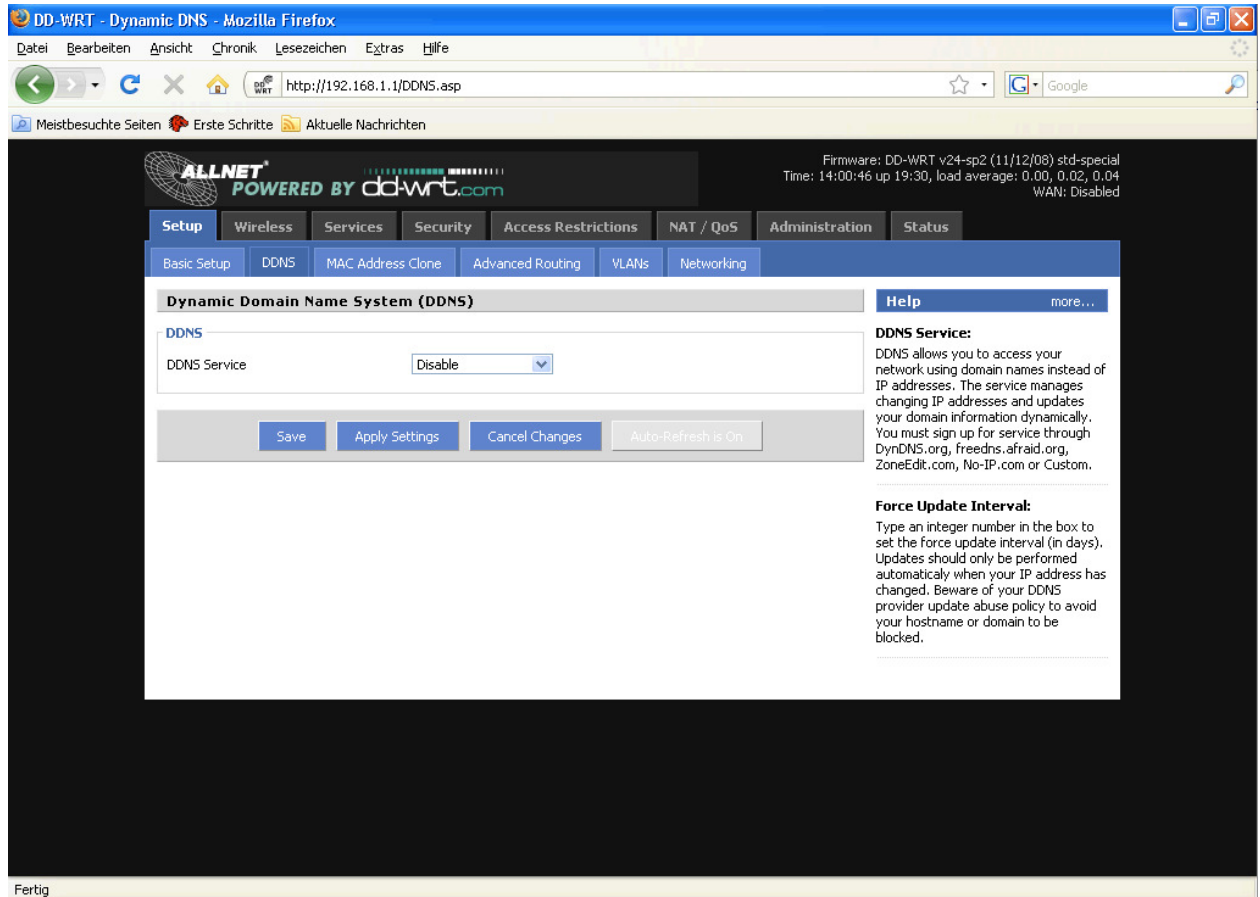 DD-WRT - Dynamic DNS - Mozilla Firefox
Datei Bearbeiten Ansicht Chronik Lesezeichen Extras Hilfe
DD WRT http://192.168.1.1/DDNS.asp G Google
Meistbesuchte Seiten Erste Schritte Aktuelle Nachrichten
ALLNET®
POWERED BY dd-wrt.com
Firmware: DD-WRT v24-sp2 (11/12/08) std-special
Time: 14:00:46 up 19:30, load average: 0.00, 0.02, 0.04
WAN: Disabled
Setup Wireless Services Security Access Restrictions NAT / QoS Administration Status
Basic Setup DDNS MAC Address Clone Advanced Routing VLANs Networking
Dynamic Domain Name System (DDNS)
DDNS
DDNS Service Disable
Save Apply Settings Cancel Changes Auto-Refresh is On
Help more...
DDNS Service:
DDNS allows you to access your
network using domain names instead of
IP addresses. The service manages
changing IP addresses and updates
your domain information dynamically.
You must sign up for service through
DynDNS.org, freedns.afraid.org,
ZoneEdit.com, No-IP.com or Custom.
Force Update Interval:
Type an integer number in the box to
set the force update interval (in days).
Updates should only be performed
automaticaly when your IP address has
changed. Beware of your DDNS
provider update abuse policy to avoid
your hostname or domain to be
blocked.
Fertig